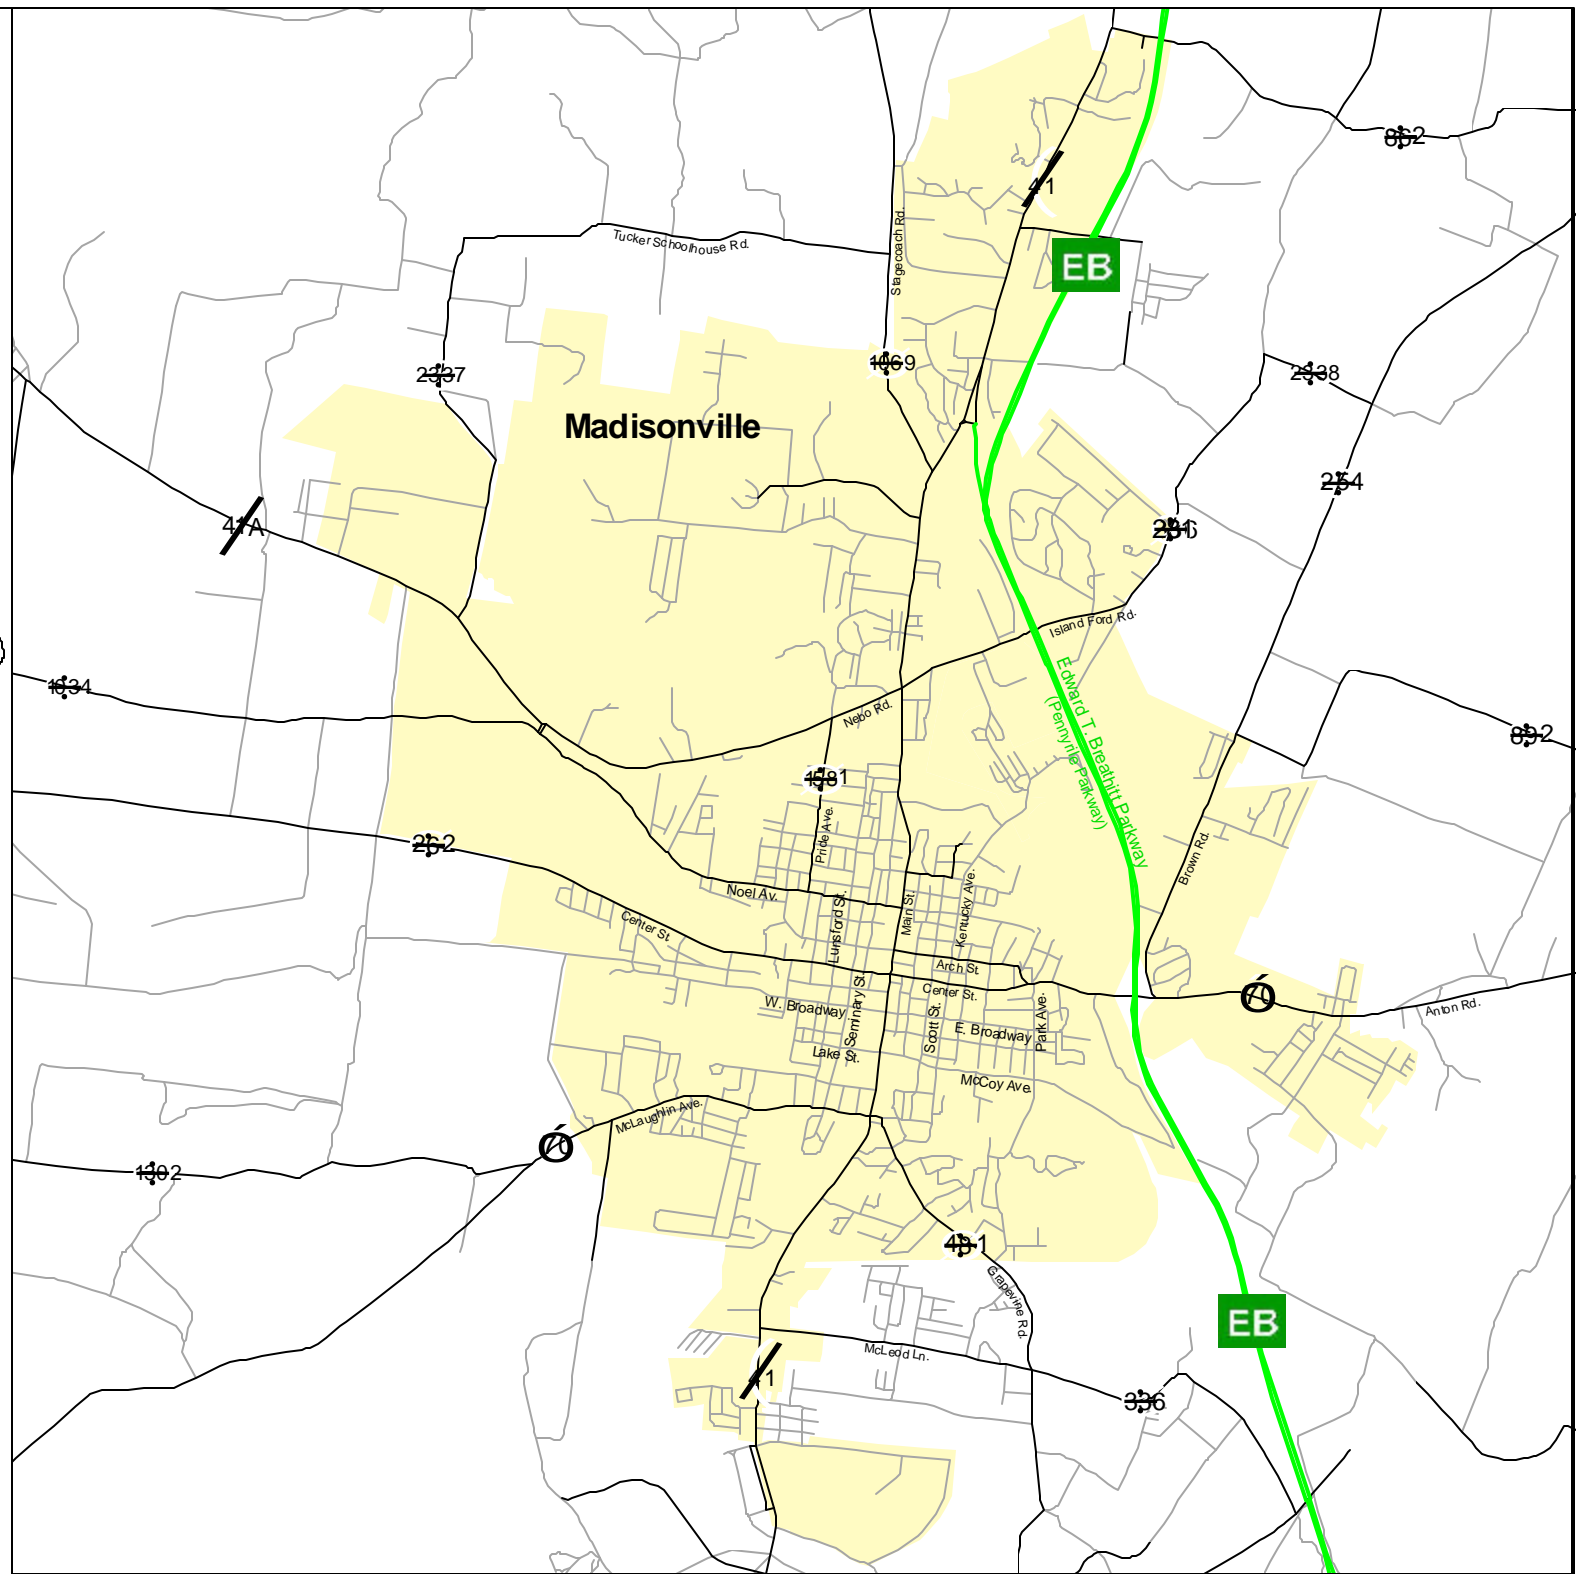 862
41
Tucker Schoolhouse Rd.
Stagecoach Rd.
EB
1069
2337
2338
Madisonville
254
41A
Island Ford Rd.
Edward T. Breathitt Parkway
(Pennyrile Parkway)
1034
Nebo Rd.
892
1581
Pride Ave.
262
Brown Rd.
Noel Av.
Lunsford St.
Main St.
Kentucky Ave.
Center St.
Arch St.
Center St.
70
W. Broadway
Seminary St.
Scott St.
E. Broadway
Park Ave.
Anton Rd.
Lake St.
McCoy Ave.
McLaughlin Ave.
70
1302
481
Grapevine Rd.
EB
McLeod Ln.
41
336